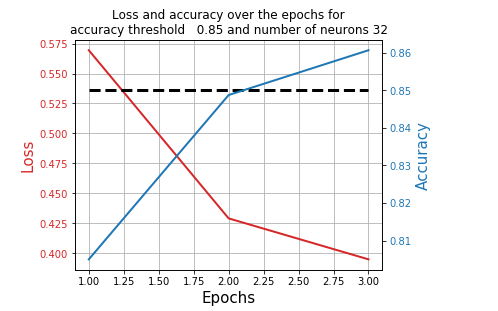 Loss and accuracy over the epochs for
accuracy threshold   0.85 and number of neurons 32
0.575
0.550
0.525
0.500
0.475
0.450
0.425
0.400
Loss
0.86
0.85
0.84
0.83
0.82
0.81
Accuracy
1.00 1.25 1.50 1.75 2.00 2.25 2.50 2.75 3.00
Epochs